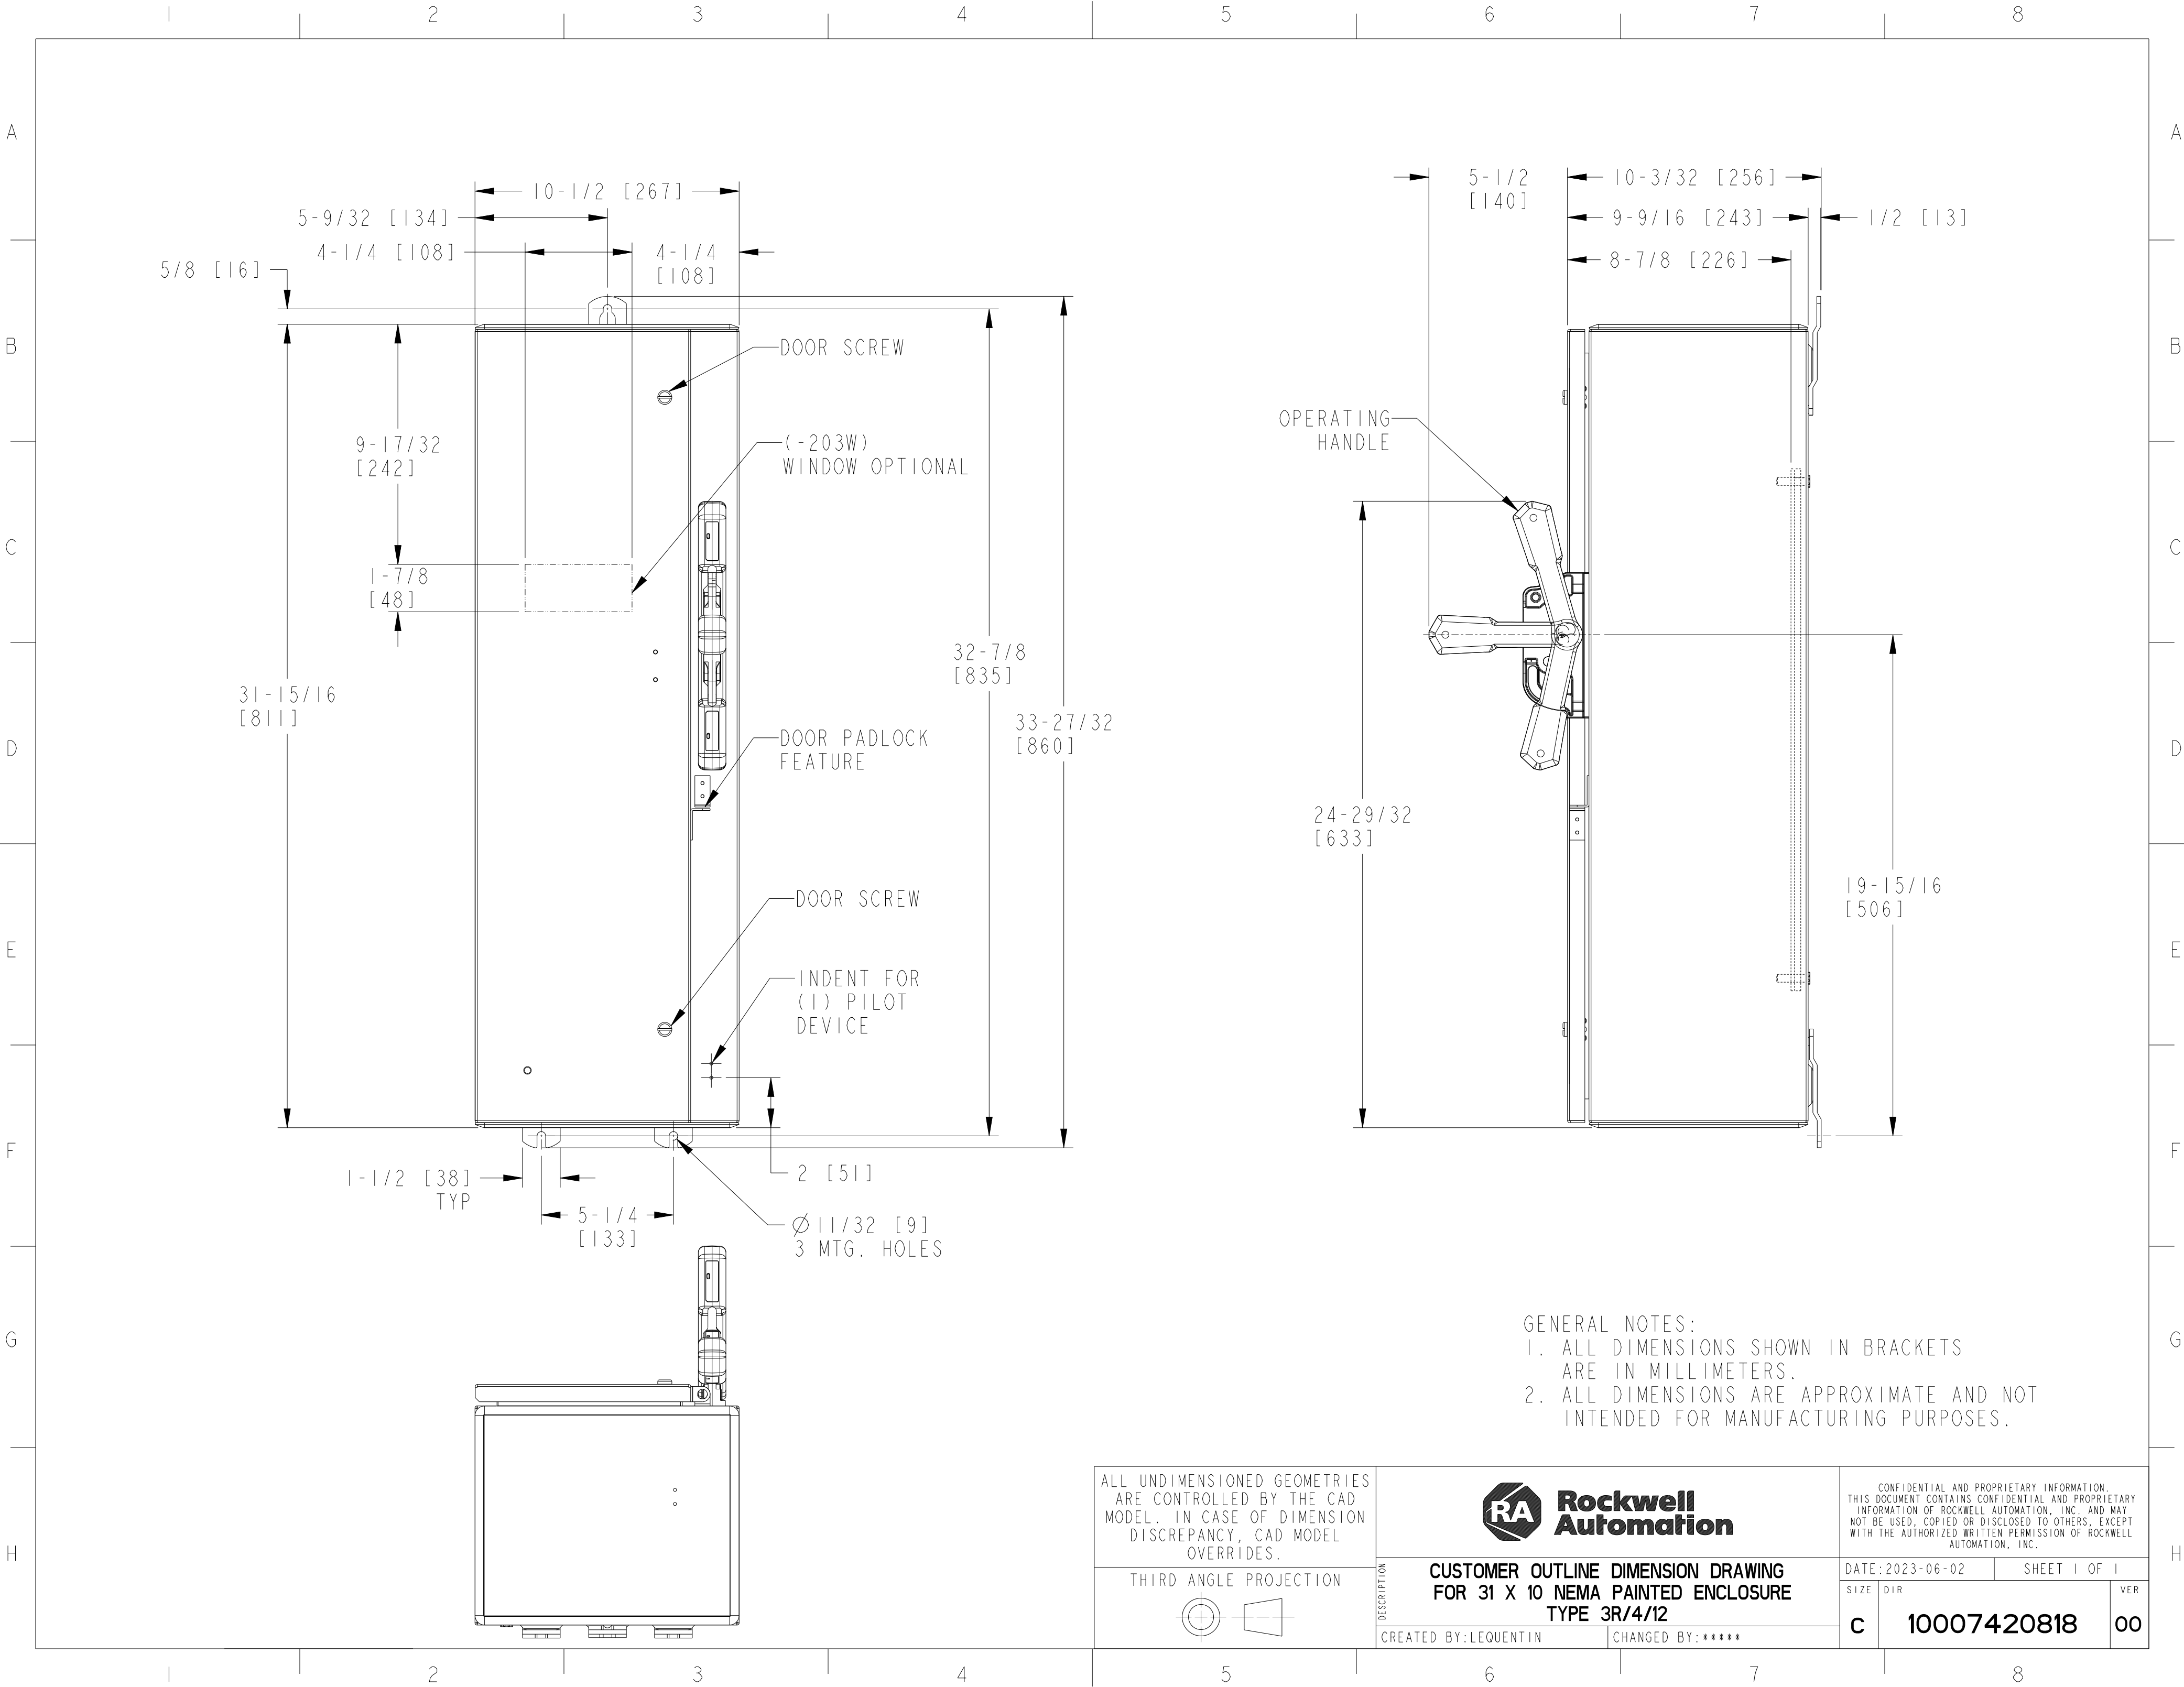 1 2 3 4 5 6 7 8
A A
B B
C C
D D
E E
F F
G G
H H
1 2 3 4 5 6 7 8
10-1/2 [267]
5-9/32 [134]
4-1/4 [108]
4-1/4
[108]
5/8 [16]
DOOR SCREW
9-17/32
[242]
(-203W)
WINDOW OPTIONAL
1-7/8
[48]
31-15/16
[811]
32-7/8
[835]
33-27/32
[860]
DOOR PADLOCK
FEATURE
DOOR SCREW
INDENT FOR
(1) PILOT
DEVICE
2 [51]
1-1/2 [38]
TYP
5-1/4
[133]
Ø11/32 [9]
3 MTG. HOLES
5-1/2
[140]
10-3/32 [256]
9-9/16 [243]
1/2 [13]
8-7/8 [226]
OPERATING
HANDLE
24-29/32
[633]
19-15/16
[506]
GENERAL NOTES:
1. ALL DIMENSIONS SHOWN IN BRACKETS
ARE IN MILLIMETERS.
2. ALL DIMENSIONS ARE APPROXIMATE AND NOT
INTENDED FOR MANUFACTURING PURPOSES.
ALL UNDIMENSIONED GEOMETRIES
ARE CONTROLLED BY THE CAD
MODEL. IN CASE OF DIMENSION
DISCREPANCY, CAD MODEL
OVERRIDES.
THIRD ANGLE PROJECTION
RA
Rockwell
Automation
DESCRIPTION
CUSTOMER OUTLINE DIMENSION DRAWING
FOR 31 X 10 NEMA PAINTED ENCLOSURE
TYPE 3R/4/12
CREATED BY:LEQUENTIN
CHANGED BY:*****
CONFIDENTIAL AND PROPRIETARY INFORMATION.
THIS DOCUMENT CONTAINS CONFIDENTIAL AND PROPRIETARY
INFORMATION OF ROCKWELL AUTOMATION, INC. AND MAY
NOT BE USED, COPIED OR DISCLOSED TO OTHERS, EXCEPT
WITH THE AUTHORIZED WRITTEN PERMISSION OF ROCKWELL
AUTOMATION, INC.
DATE:2023-06-02
SHEET 1 OF 1
SIZE DIR VER
C 10007420818 00